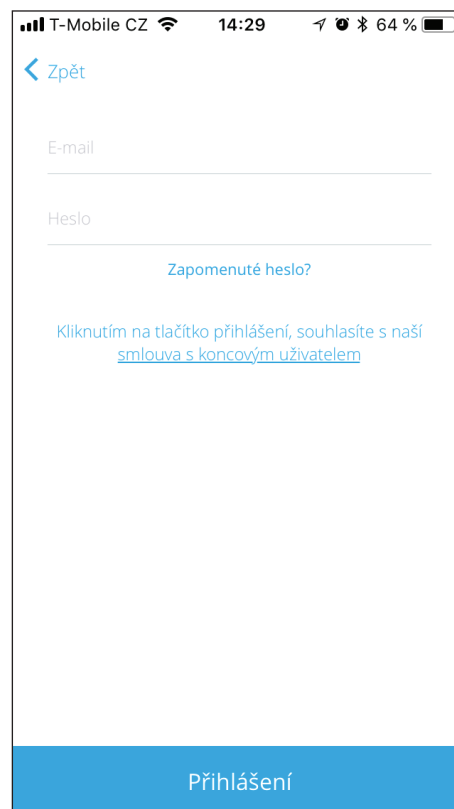 T-Mobile CZ 14:29 64 %
Zpět
E-mail
Heslo
Zapomenuté heslo?
Kliknutím na tlačítko přihlášení, souhlasíte s naší
smlouva s koncovým uživatelem
Přihlášení